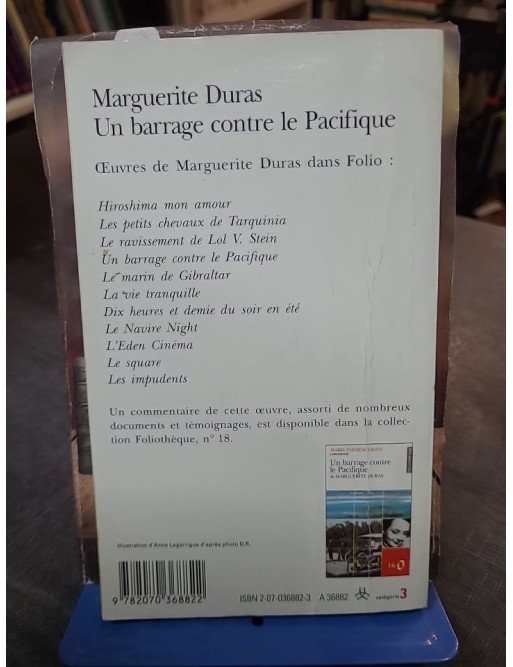 Marguerite Duras
Un barrage contre le Pacifique
Œuvres de Marguerite Duras dans Folio :
Hiroshima mon amour
Les petits chevaux de Tarquinia
Le ravissement de Lol V. Stein
Un barrage contre le Pacifique
Le marin de Gibraltar
La vie tranquille
Dix heures et demie du soir en été
Le Navire Night
L'Eden Cinéma
Le square
Les impudents
Un commentaire de cette œuvre, assorti de nombreux
documents et témoignages, est disponible dans la collec-
tion Foliothèque, n° 18.
Un barrage contre
le Pacifique
de MARGUERITE DURAS
Illustration d'Anne Legarrigue d'après photo D.R.
9 782070 368822
ISBN 2-07-036882-3
A 36882
catégorie 3